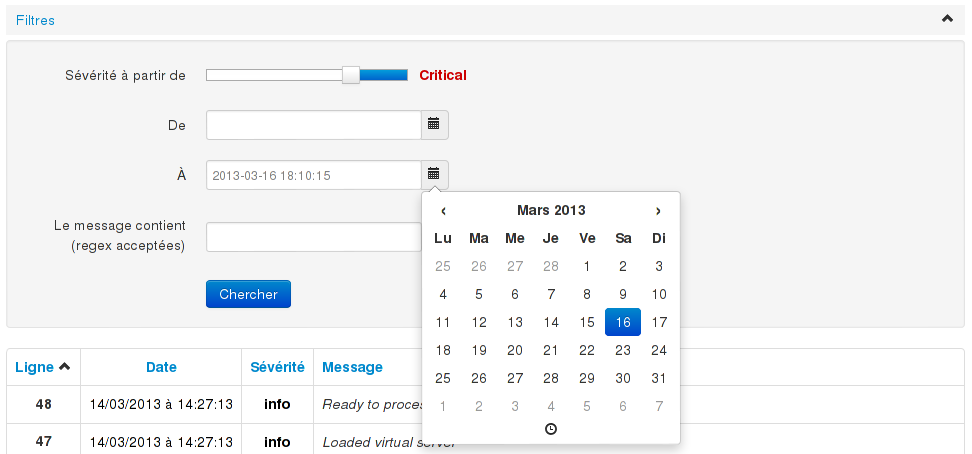 Filtres
Sévérité à partir de Critical
De
À 2013-03-16 18:10:15
‹ Mars 2013 ›
Lu Ma Me Je Ve Sa Di
25 26 27 28 1 2 3
4 5 6 7 8 9 10
11 12 13 14 15 16 17
18 19 20 21 22 23 24
25 26 27 28 29 30 31
1 2 3 4 5 6 7
Le message contient
(regex acceptées)
Chercher
Ligne Date Sévérité Message
48 14/03/2013 à 14:27:13 info Ready to proces
47 14/03/2013 à 14:27:13 info Loaded virtual server